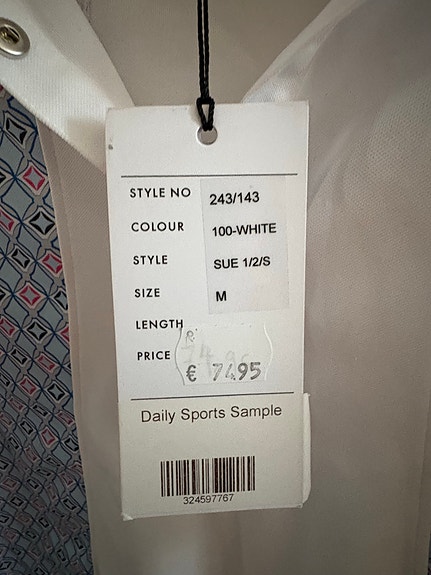 STYLE NO 243/143
COLOUR 100-WHITE
STYLE SUE 1/2/S
SIZE M
LENGTH
PRICE € 74.95
Daily Sports Sample
324597767